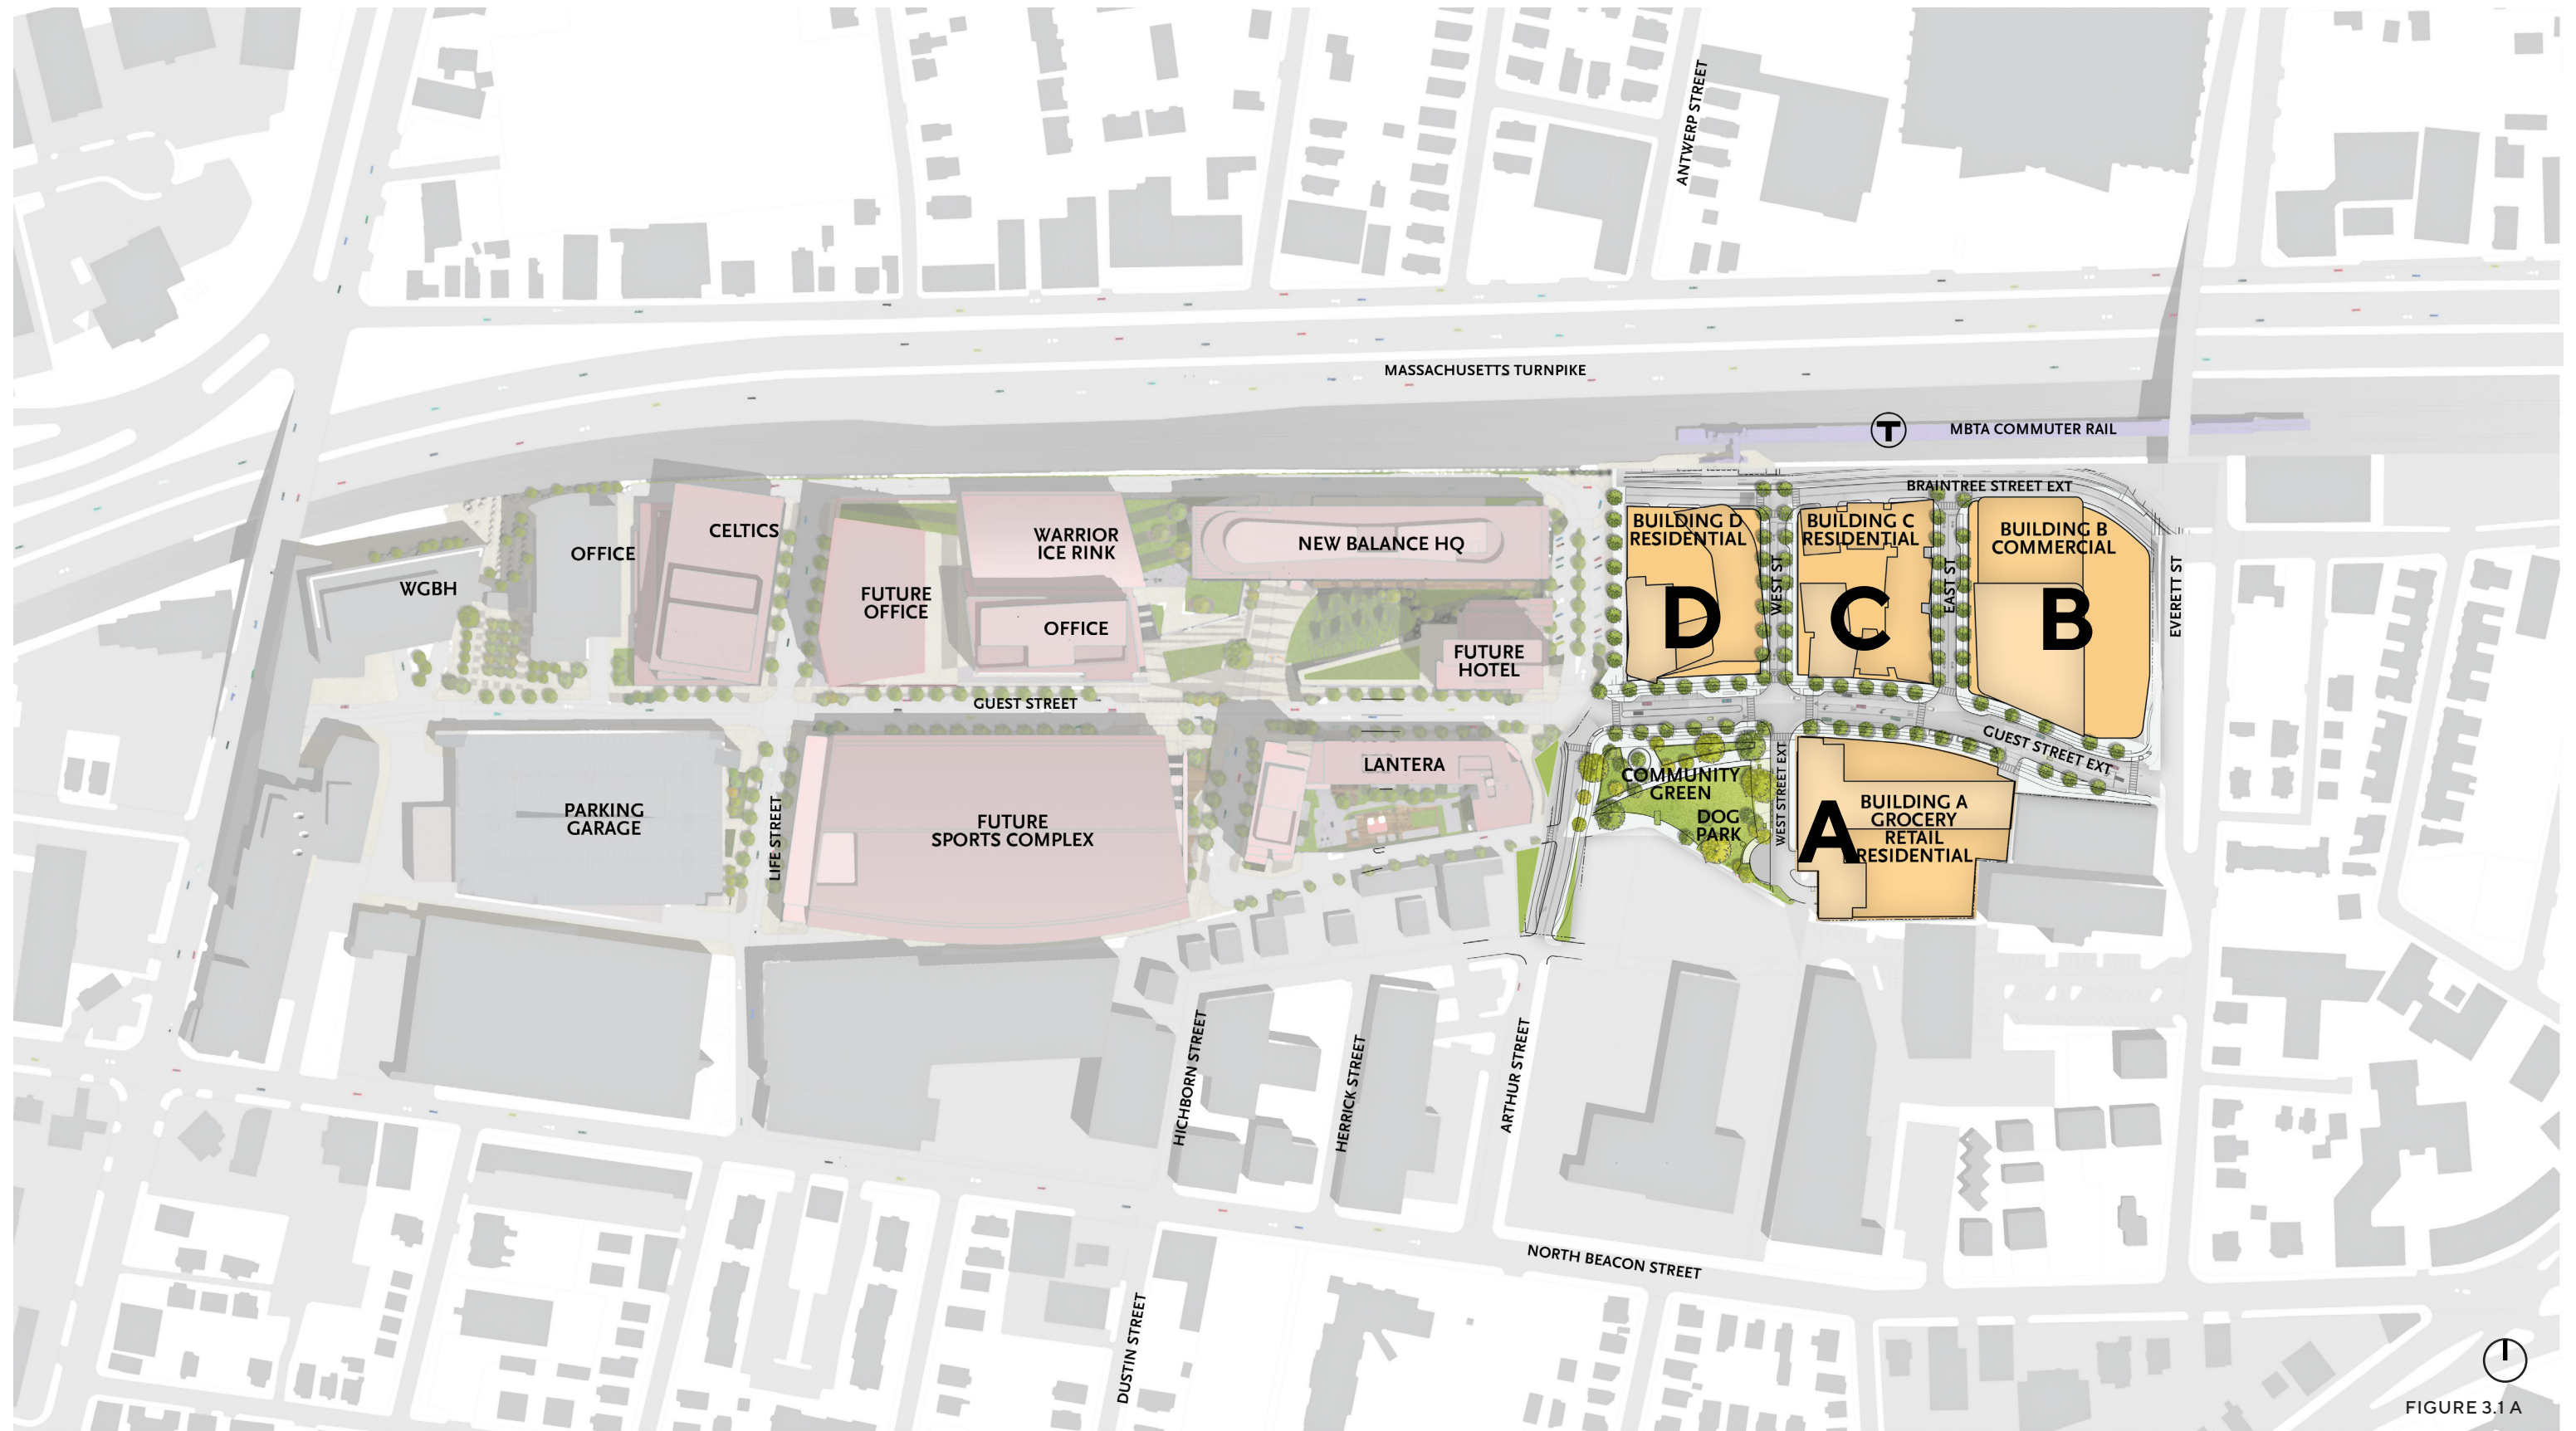 ANTWERP STREET
MASSACHUSETTS TURNPIKE
T
MBTA COMMUTER RAIL
BRAINTREE STREET EXT
WGBH
OFFICE
CELTICS
FUTURE
OFFICE
WARRIOR
ICE RINK
OFFICE
NEW BALANCE HQ
FUTURE
HOTEL
BUILDING D
RESIDENTIAL
D
WEST ST
BUILDING C
RESIDENTIAL
C
EAST ST
BUILDING B
COMMERCIAL
B
EVERETT ST
GUEST STREET
GUEST STREET EXT
PARKING
GARAGE
LIFE STREET
FUTURE
SPORTS COMPLEX
LANTERA
COMMUNITY
GREEN
DOG
PARK
WEST STREET EXT
A
BUILDING A
GROCERY
RETAIL
RESIDENTIAL
HICHBORN STREET
HERRICK STREET
ARTHUR STREET
NORTH BEACON STREET
DUSTIN STREET
FIGURE 3.1 A